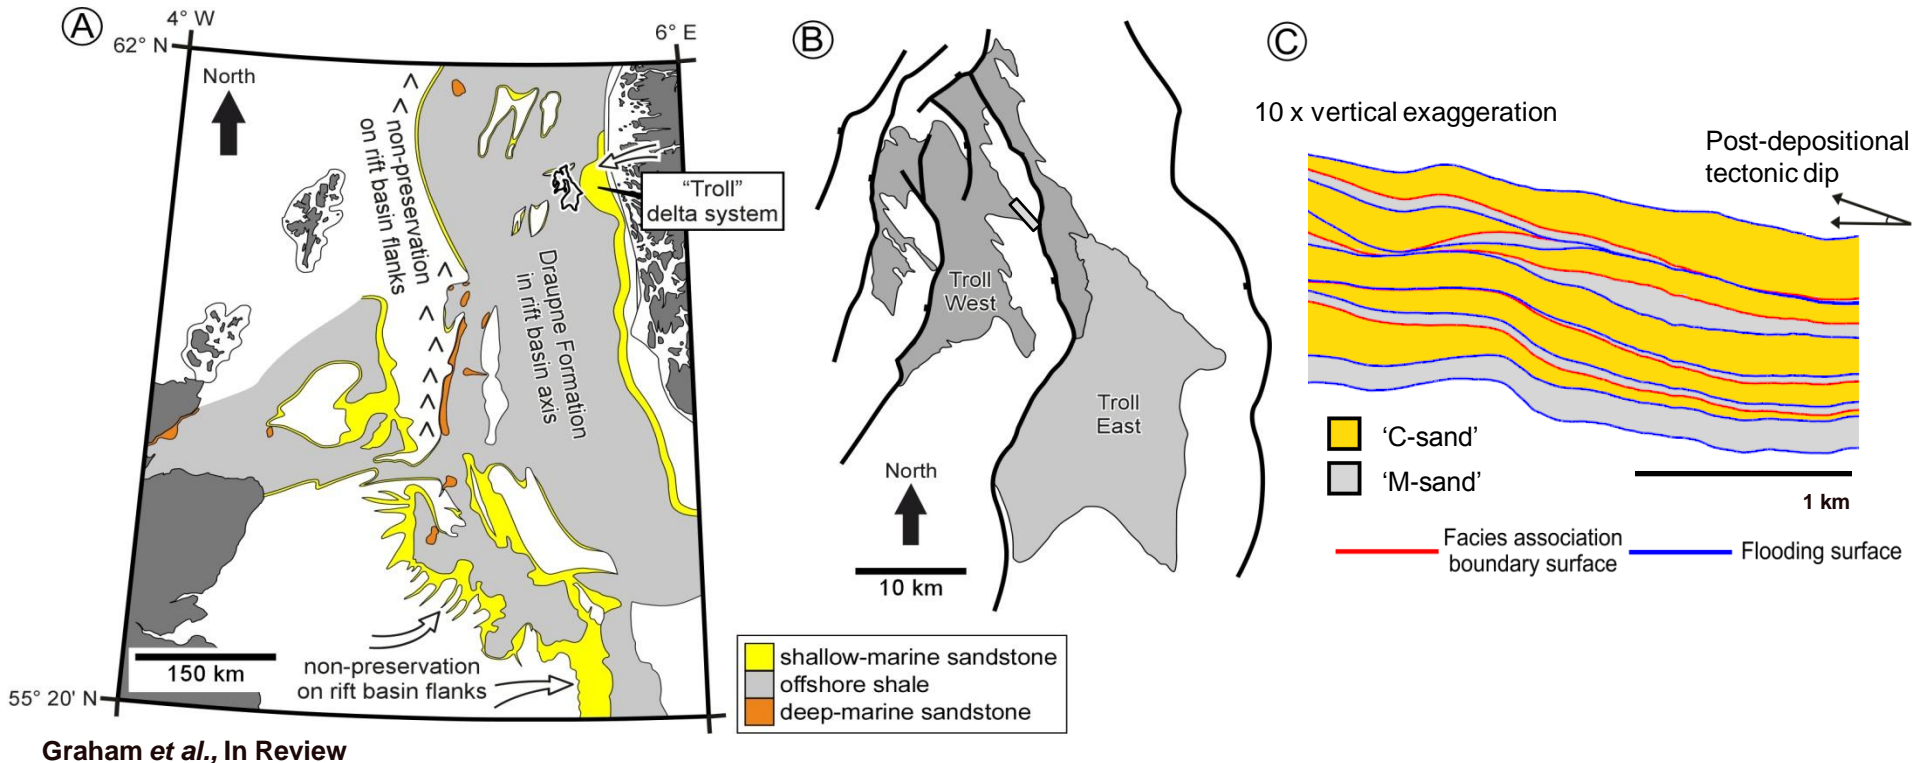 A
4° W
62° N
6° E
North
non-preservation
on rift basin flanks
"Troll"
delta system
Draupne Formation
in rift basin axis
150 km
non-preservation
on rift basin flanks
55° 20' N
Graham et al., In Review
shallow-marine sandstone
offshore shale
deep-marine sandstone
B
Troll
West
Troll
East
North
10 km
C
10 x vertical exaggeration
Post-depositional
tectonic dip
'C-sand'
'M-sand'
1 km
Facies association
boundary surface
Flooding surface